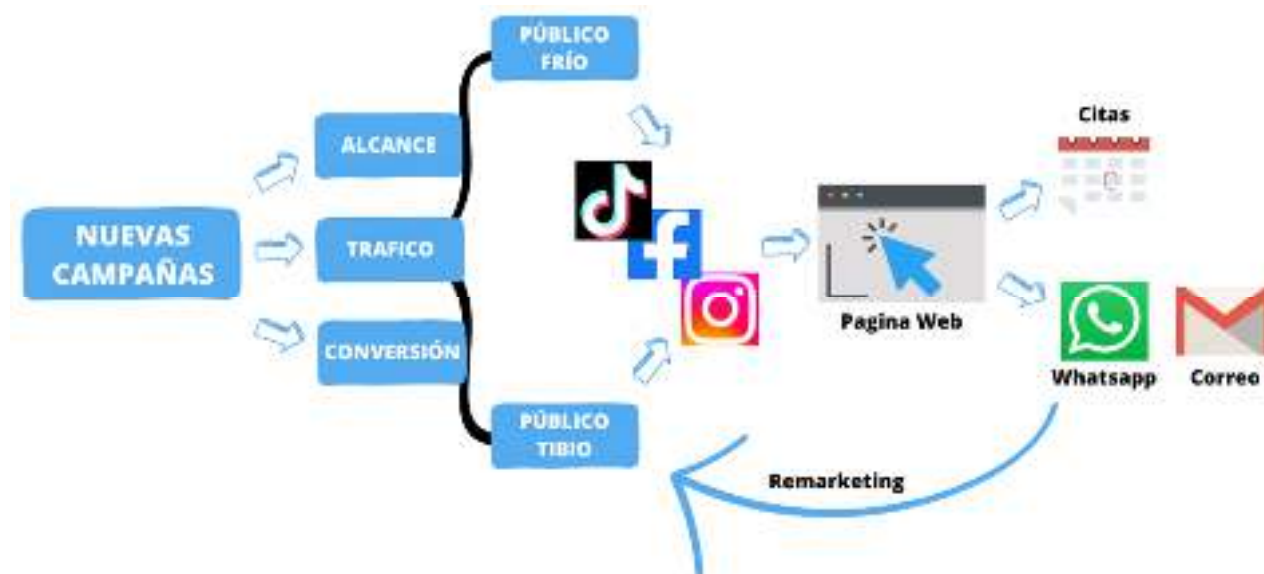 PÚBLICO
FRÍO
ALCANCE
Citas
NUEVAS
CAMPAÑAS
TRAFICO
CONVERSIÓN
Pagina Web
Whatsapp
Correo
PÚBLICO
TIBIO
Remarketing